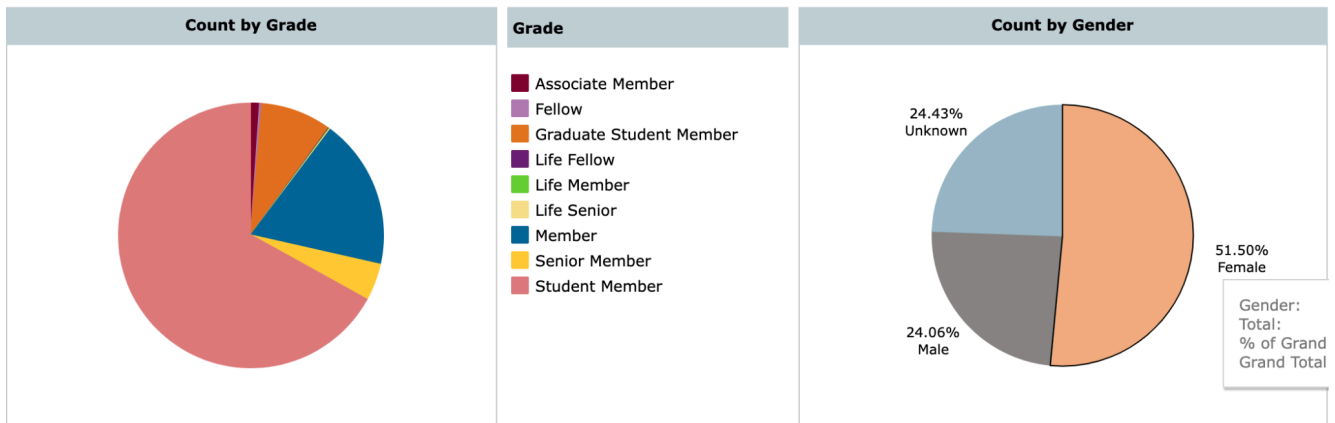 Count by Grade
Grade
Associate Member
Fellow
Graduate Student Member
Life Fellow
Life Member
Life Senior
Member
Senior Member
Student Member
Count by Gender
24.43%
Unknown
51.50%
Female
24.06%
Male
Gender:
Total:
% of Grand
Grand Total